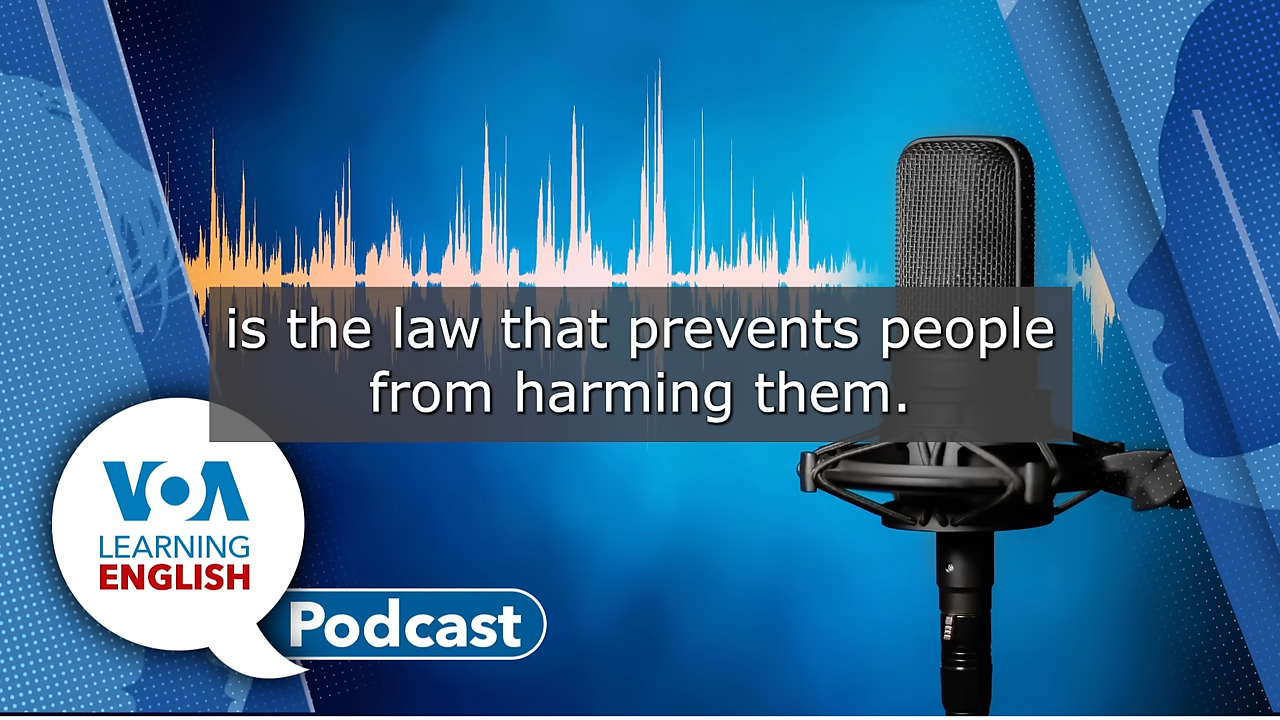 is the law that prevents people
from harming them.
VOA
LEARNING
ENGLISH
Podcast